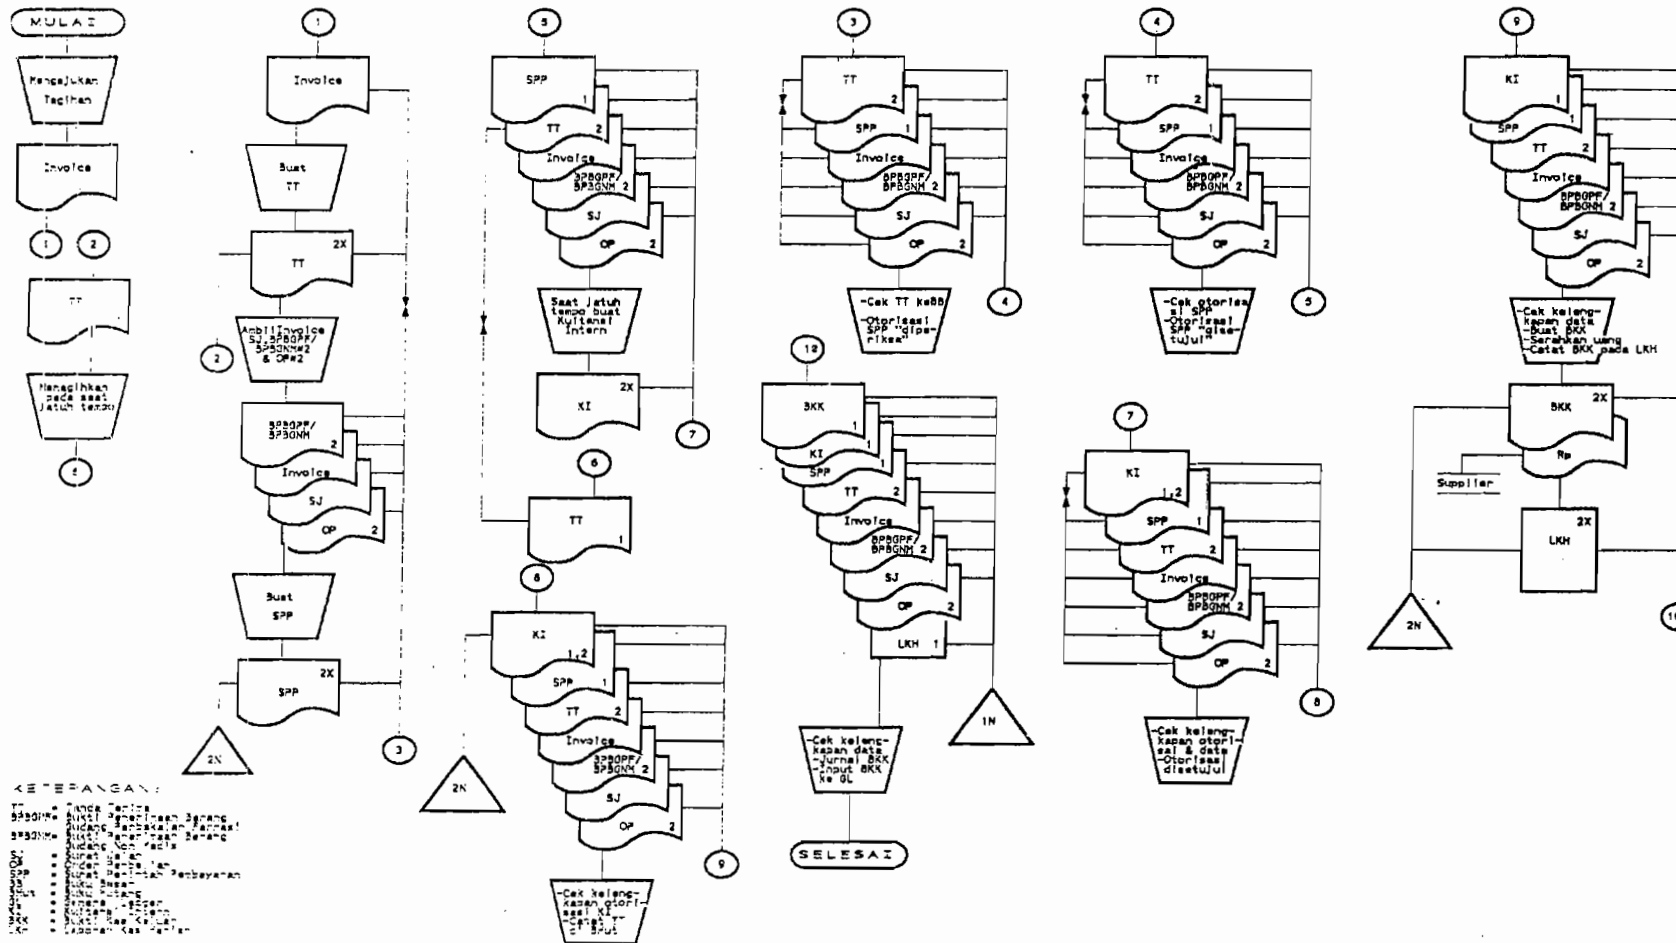 MULAI
Mengajukan
Tagihan
Invoice
1
2
TT
Menagihkan
pada saat
jatuh tempo
1
Invoice
Buat
TT
2X
TT
Ambil Invoice
SJ, BPBGPF/
BPBGNM#2
& OP#2
2
BPBGPF/
BPBGNM
2
Invoice
SJ
OP 2
Buat
SPP
2X
SPP
2N
3
5
SPP
1
TT 2
Invoice
BPBGPF/
BPBGNM 2
SJ
OP 2
Saat jatuh
tempo buat
Kuitansi
Intern
2X
KI
7
6
TT
1
KI
1,2
SPP 1
TT 2
Invoice
BPBGPF/
BPBGNM 2
SJ
OP 2
2N
9
-Cek keleng-
kapan otori-
sasi KI
-Catat TT
3
TT
2
SPP 1
Invoice
BPBGPF/
BPBGNM 2
SJ
OP 2
-Cek TT keBB
-Otorisasi
SPP "dipe-
riksa"
4
10
BKK
1
KI 1
SPP 1
TT 2
Invoice
BPBGPF/
BPBGNM 2
SJ
OP 2
LKH 1
1N
-Cek keleng-
kapan data
-Jurnal BKK
-Input BKK
ke GL
SELESAI
4
TT
2
SPP 1
Invoice
BPBGPF/
BPBGNM 2
SJ
OP 2
-Cek otorisa
si SPP
-Otorisasi
SPP "dise-
tujui"
5
7
KI
1,2
SPP 1
TT 2
Invoice
BPBGPF/
BPBGNM 2
SJ
OP 2
8
-Cek keleng-
kapan otori-
sai & data
-Otorisasi
disetujui
9
KI
1
SPP 1
TT 2
Invoice
BPBGPF/
BPBGNM 2
SJ
OP 2
-Cek keleng-
kapan data
-Buat BKK
-Serahkan uang
-Catat BKK pada LKH
2X
BKK
Rp
Supplier
2X
LKH
2N
KETERANGAN:
TT = Tanda Terima